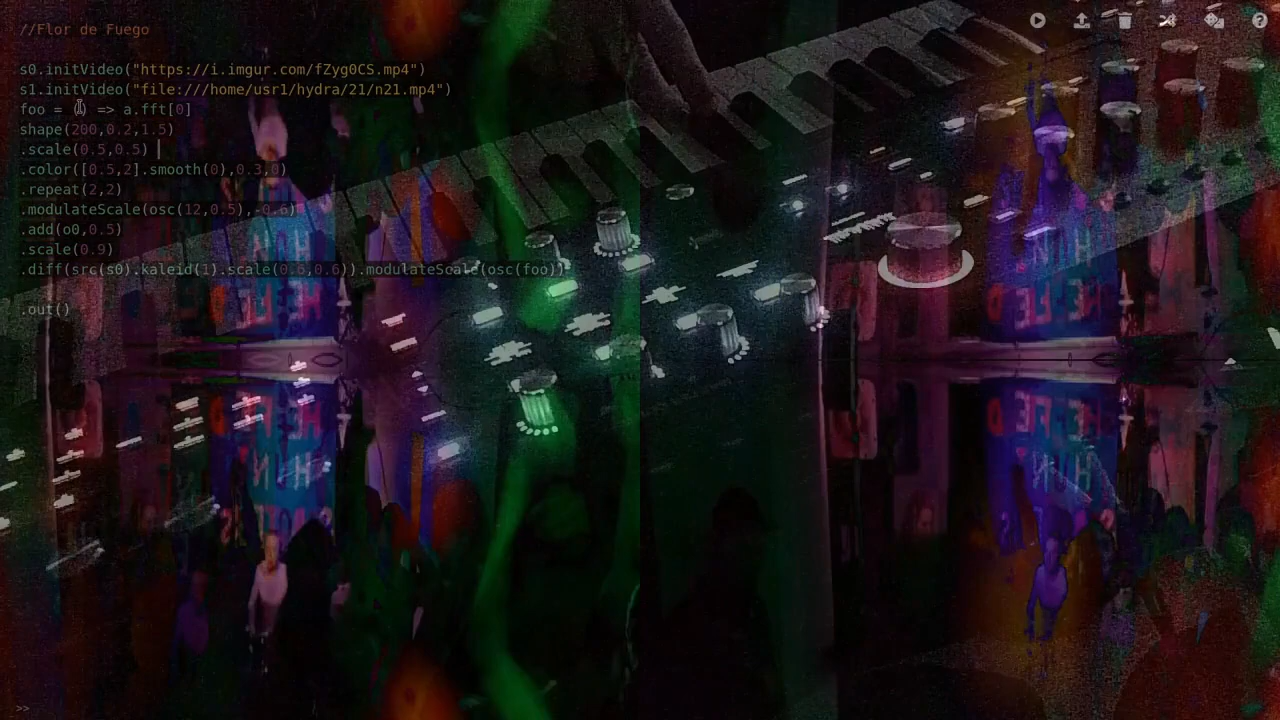 //Flor de Fuego
s0.initVideo("https://i.imgur.com/fZyg0CS.mp4")
s1.initVideo("file:///home/usr1/hydra/21/n21.mp4")
foo = () => a.fft[0]
shape(200,0.2,1.5)
.scale(0.5,0.5)
.color([0.5,2].smooth(0),0.3,0)
.repeat(2,2)
.modulateScale(osc(12,0.5),-0.6)
.add(o0,0.5)
.scale(0.9)
.diff(src(s0).kaleid(1).scale(0.6,0.6)).modulateScale(osc(foo))
.out()
>>